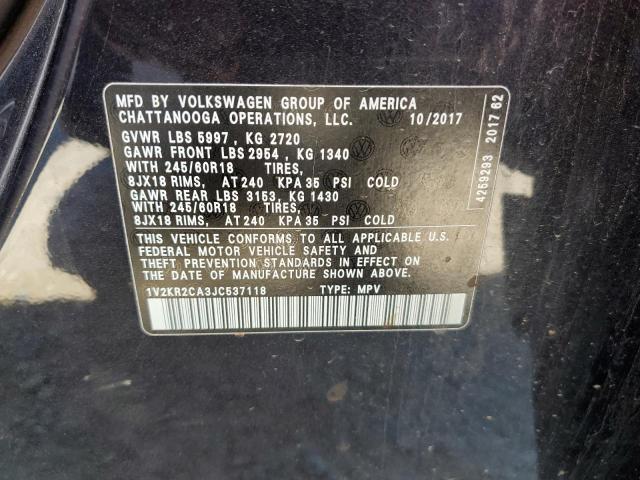 MFD BY VOLKSWAGEN GROUP OF AMERICA
CHATTANOOGA OPERATIONS, LLC. 10/2017
GVWR LBS 5997 , KG 2720
GAWR FRONT LBS 2954 , KG 1340
WITH 245/60R18 TIRES,
8JX18 RIMS, AT 240 KPA 35 PSI COLD
GAWR REAR LBS 3153, KG 1430
WITH 245/60R18 TIRES,
8JX18 RIMS, AT 240 KPA 35 PSI COLD
THIS VEHICLE CONFORMS TO ALL APPLICABLE U.S.
FEDERAL MOTOR VEHICLE SAFETY AND
THEFT PREVENTION STANDARDS IN EFFECT ON THE
DATE OF MANUFACTURE SHOWN ABOVE.
1V2KR2CA3JC537118 TYPE: MPV
4259293 2017 62